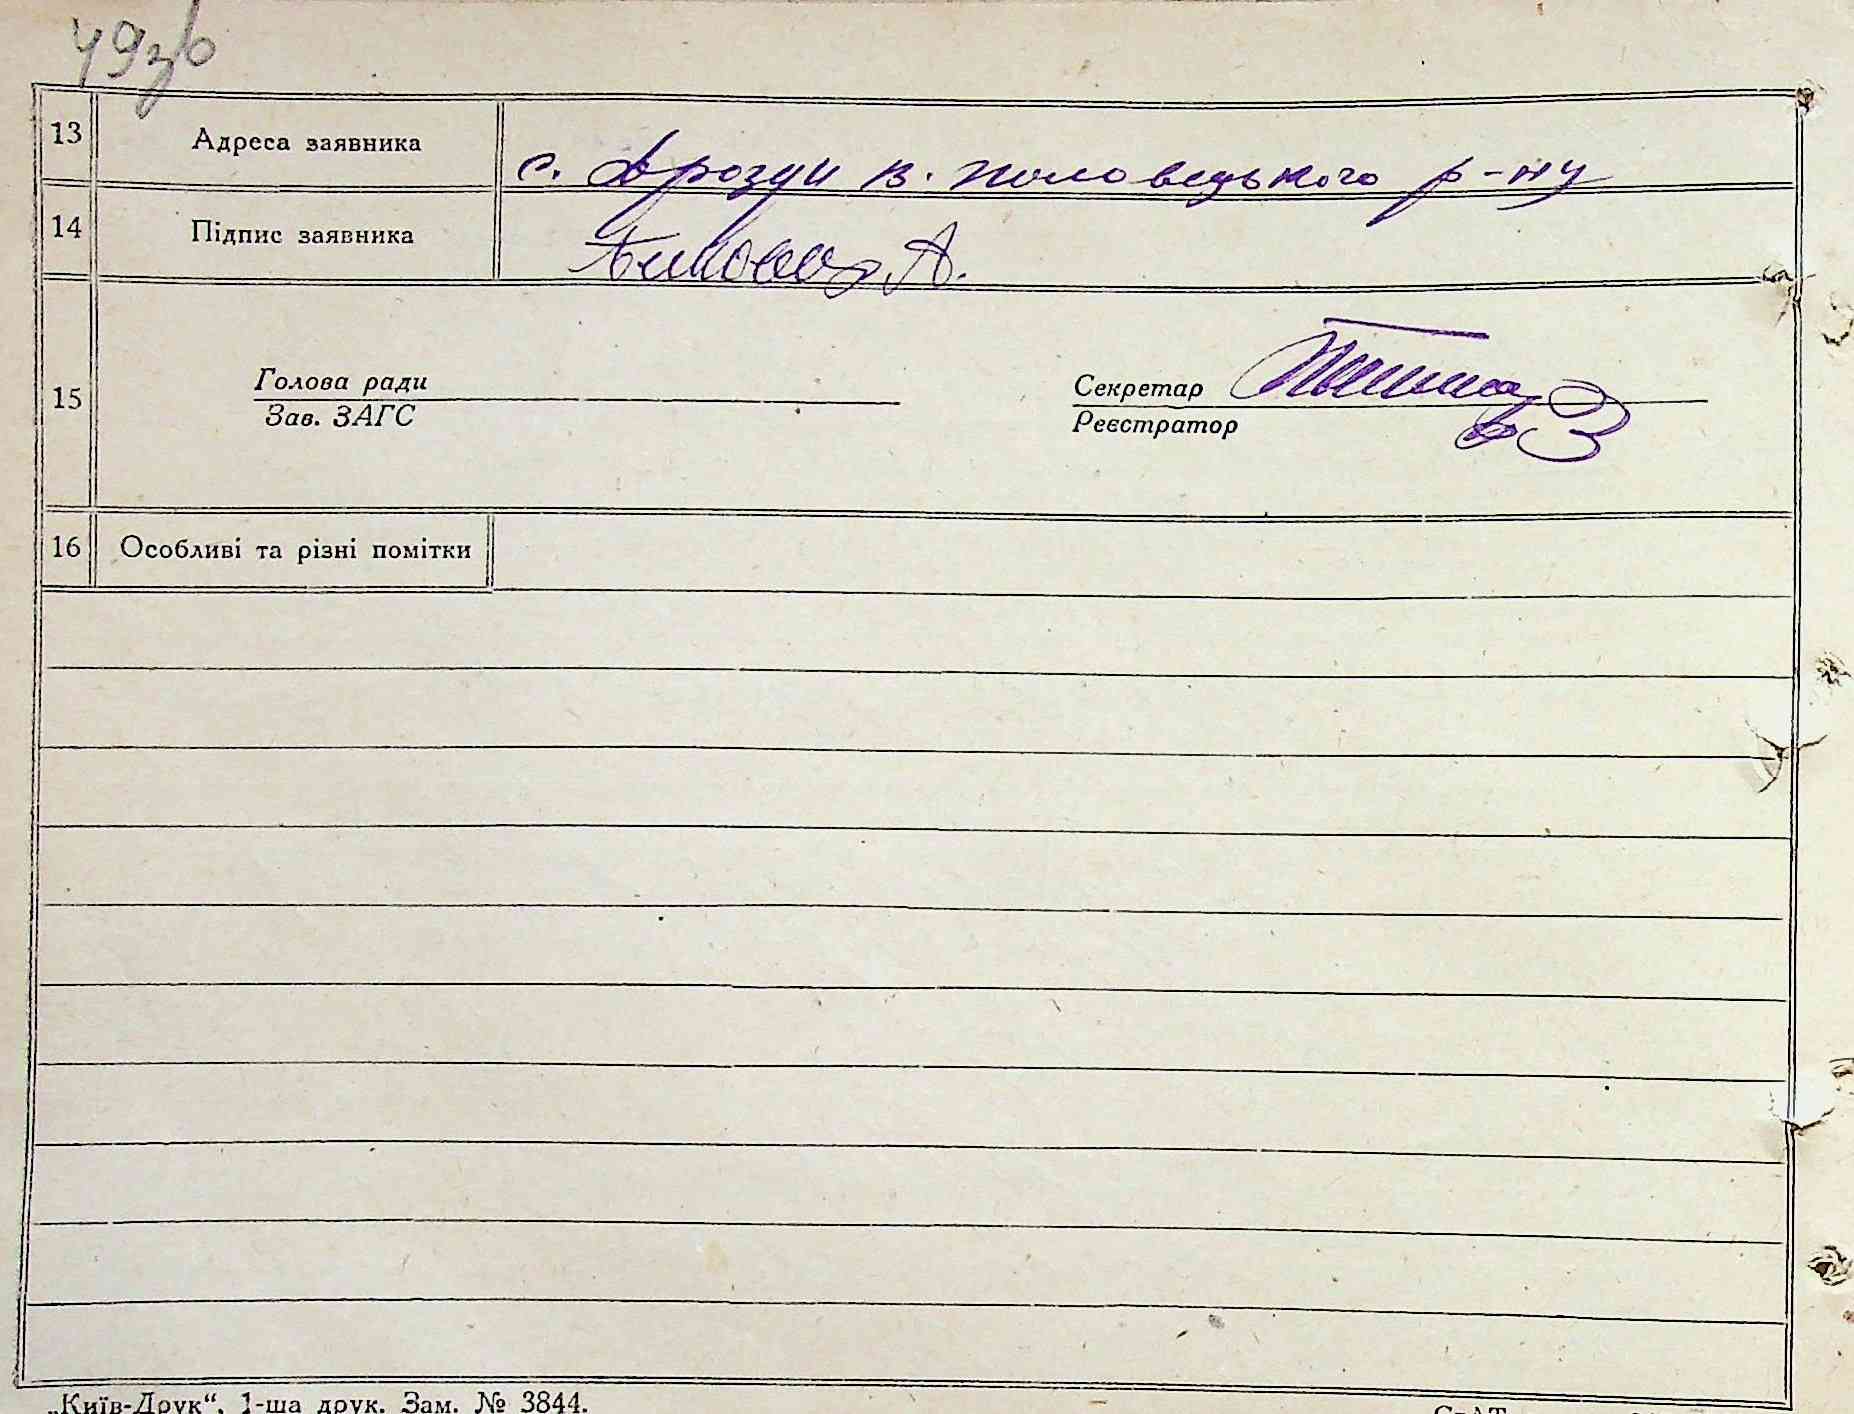 49зв
13 Адреса заявника с. Дрозди в. половецького р-ну
14 Підпис заявника А.
15
Голова ради Секретар
Зав. ЗАГС Реєстратор
16 Особливі та різні помітки
„Київ-Друк“, 1-ша друк. Зам. № 3844.